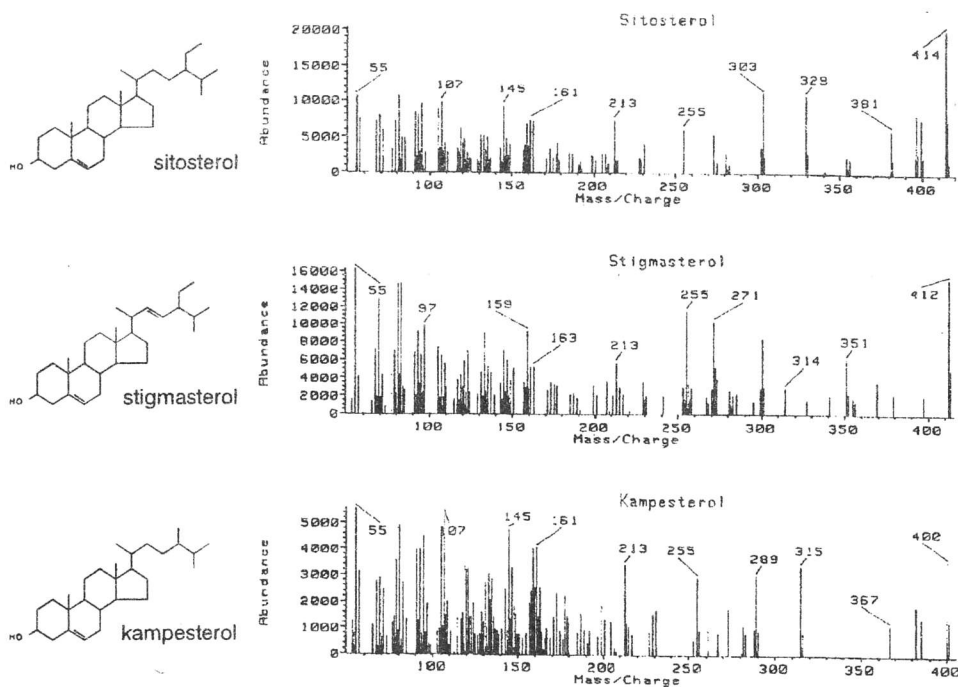 Sitosterol
20000
15000
10000
5000
0
Abundance
55
107
145
161
213
255
303
329
381
414
100 150 200 250 300 350 400
Mass/Charge
HO
sitosterol
Stigmasterol
16000
14000
12000
10000
8000
6000
4000
2000
0
Abundance
55
97
159
163
213
255
271
314
351
412
100 150 200 250 300 350 400
Mass/Charge
HO
stigmasterol
Kampesterol
5000
4000
3000
2000
1000
0
Abundance
55
07
145
161
213
255
289
315
367
400
100 150 200 250 300 350 400
Mass/Charge
HO
kampesterol